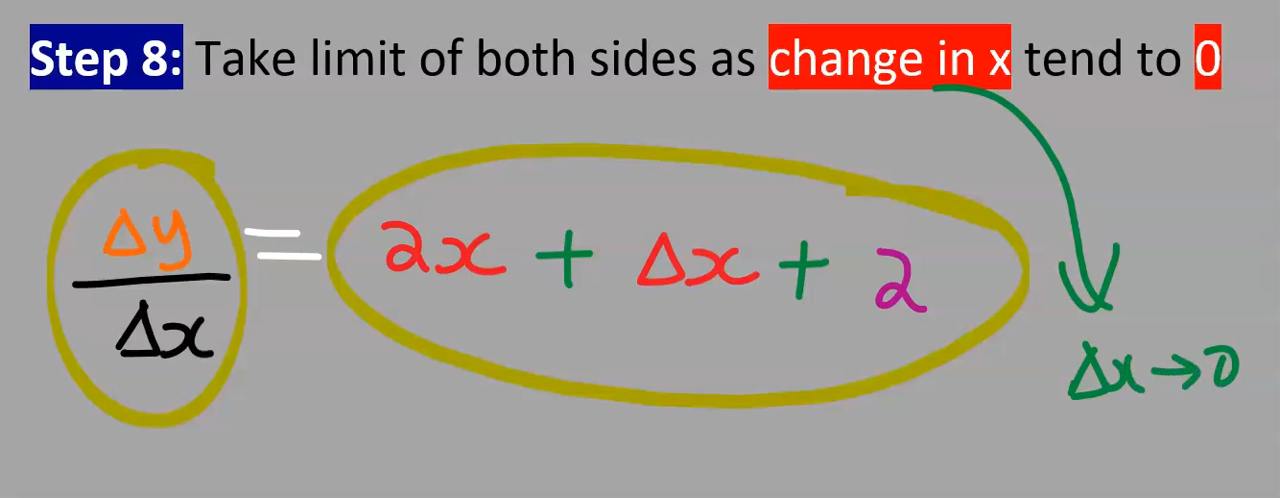 Step 8: Take limit of both sides as change in x tend to 0
Δy
= 2x + Δx + 2
Δx
Δx → 0